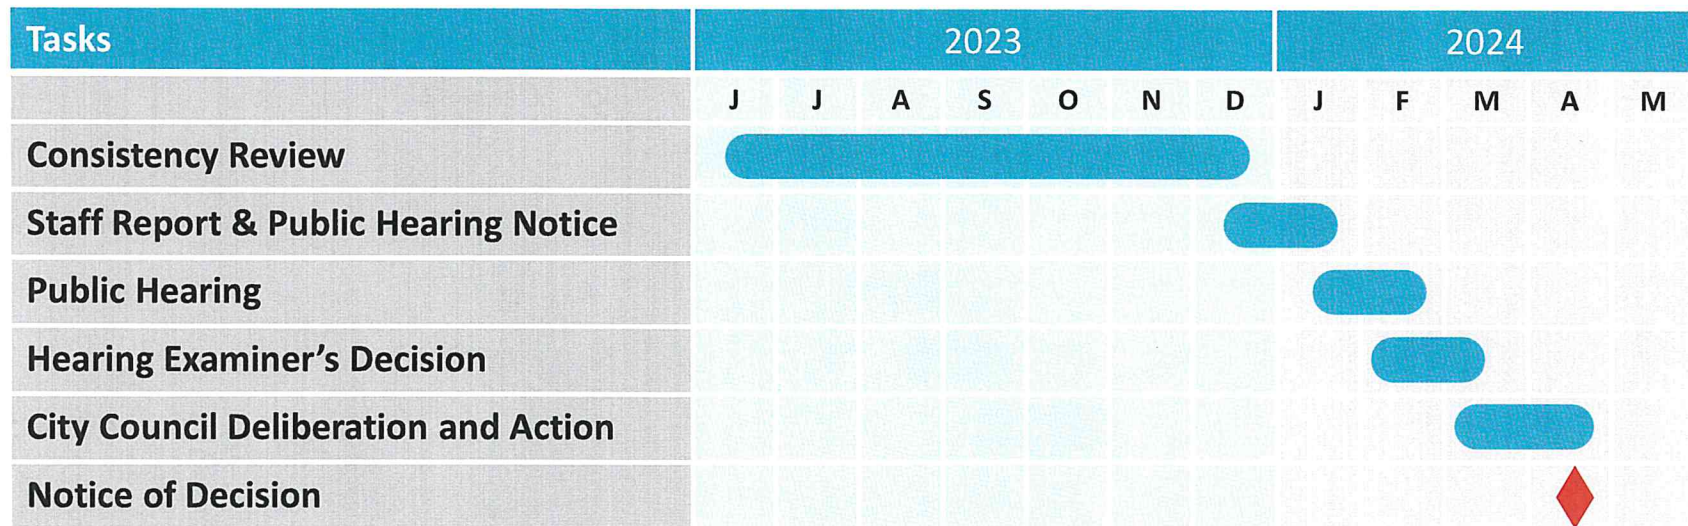 Tasks 2023 2024
J J A S O N D J F M A M
Consistency Review
Staff Report & Public Hearing Notice
Public Hearing
Hearing Examiner’s Decision
City Council Deliberation and Action
Notice of Decision